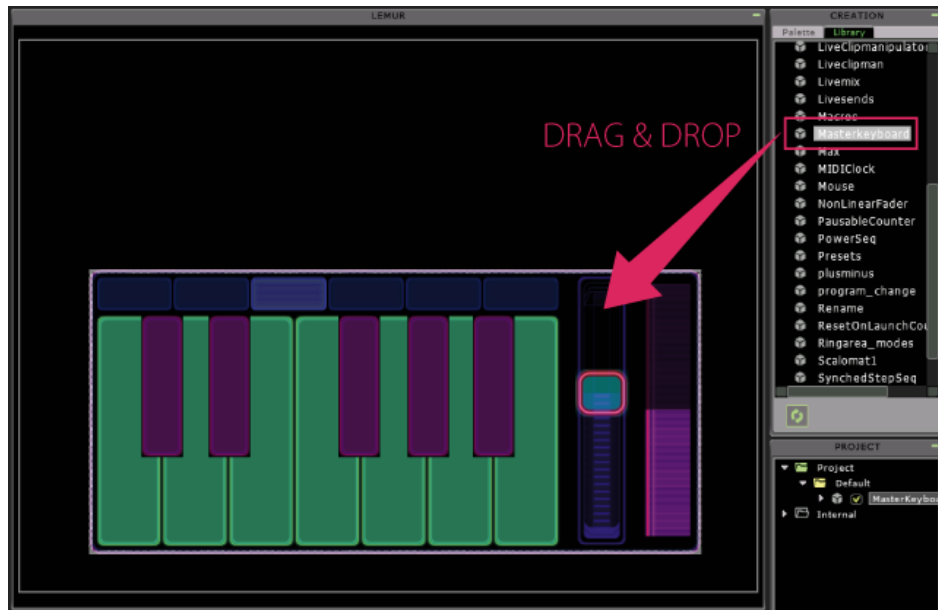 LEMUR
CREATION
Palette Library
LiveClipmanipulator
Liveclipman
Livemix
Livesends
Macros
Masterkeyboard
DRAG & DROP
Max
MIDIClock
Mouse
NonLinearFader
PausableCounter
PowerSeq
Presets
plusminus
program_change
Rename
ResetOnLaunchCou
Ringarea_modes
Scalomat1
SynchedStepSeq
PROJECT
Project
Default
MasterKeyboa
Internal